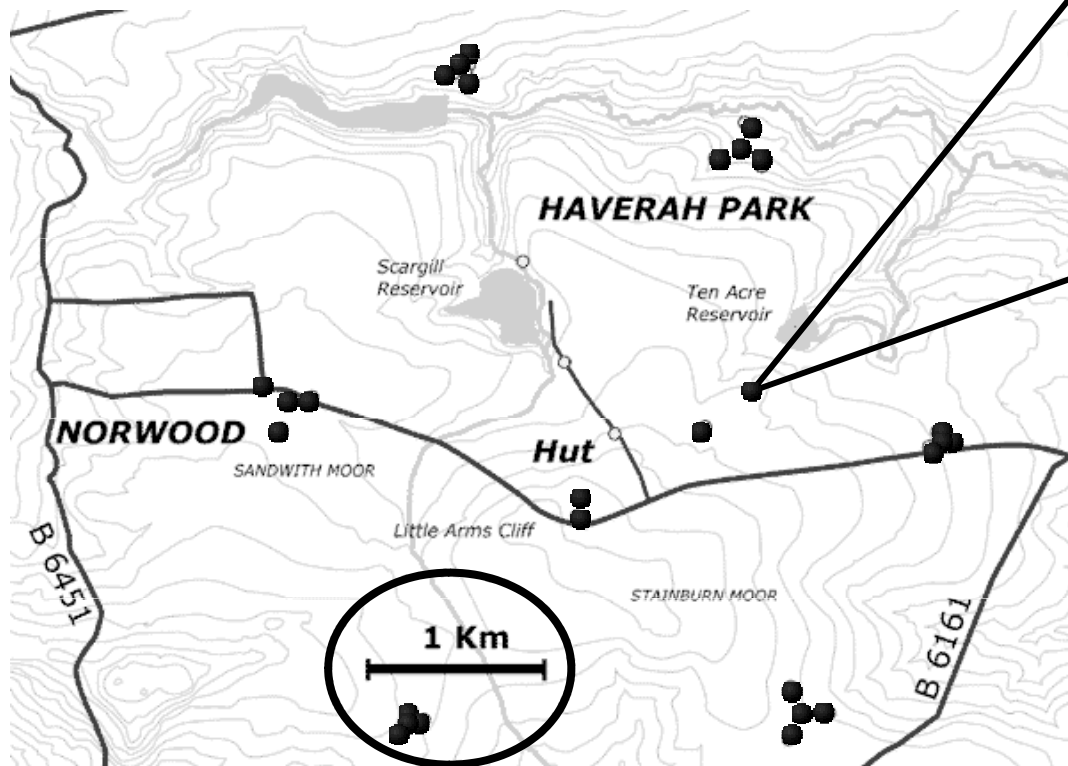 HAVERAH PARK
Scargill
Reservoir
Ten Acre
Reservoir
NORWOOD
Hut
SANDWITH MOOR
Little Arms Cliff
B 6451
STAINBURN MOOR
B 6161
1 Km